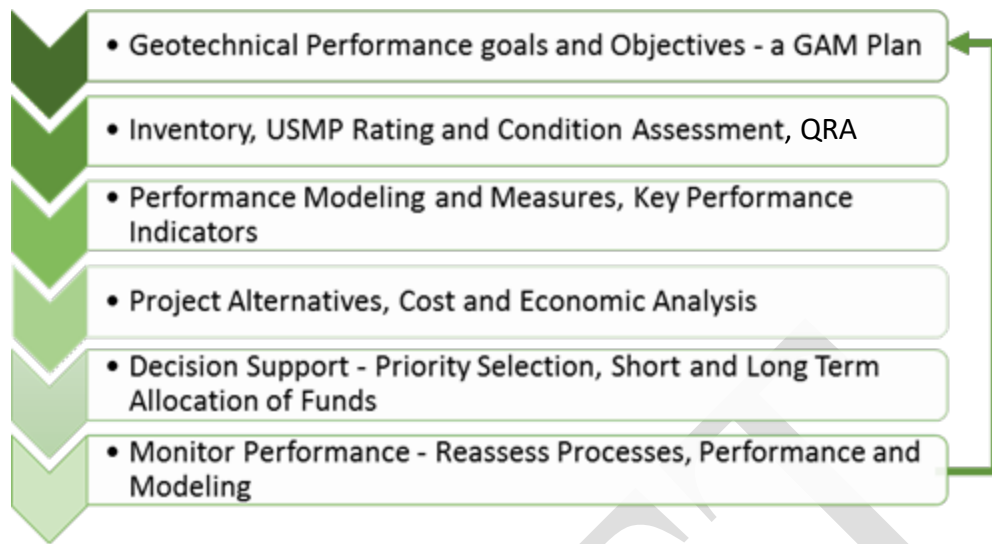 • Geotechnical Performance goals and Objectives - a GAM Plan
• Inventory, USMP Rating and Condition Assessment, QRA
• Performance Modeling and Measures, Key Performance
Indicators
• Project Alternatives, Cost and Economic Analysis
• Decision Support - Priority Selection, Short and Long Term
Allocation of Funds
• Monitor Performance - Reassess Processes, Performance and
Modeling